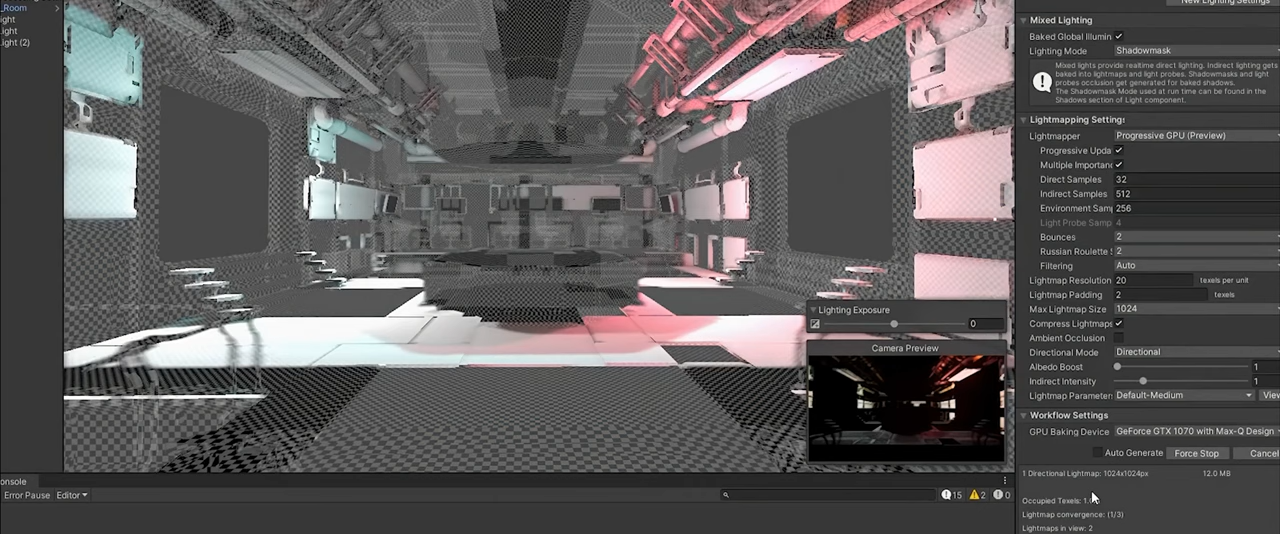 _Room
ight
Light
ight (2)
New Lighting Settings
Mixed Lighting
Baked Global Illumin
Lighting Mode Shadowmask
Mixed lights provide realtime direct lighting. Indirect lighting gets
baked into lightmaps and light probes. Shadowmasks and light
probes occlusion get generated for baked shadows.
The Shadowmask Mode used at run time can be found in the
Shadows section of Light component.
Lightmapping Settings
Lightmapper Progressive GPU (Preview)
Progressive Upda
Multiple Importanc
Direct Samples 32
Indirect Samples 512
Environment Samp 256
Light Probe Samp 4
Bounces 2
Russian Roulette S 2
Filtering Auto
Lightmap Resolution 20 texels per unit
Lightmap Padding 2 texels
Max Lightmap Size 1024
Compress Lightmaps
Ambient Occlusion
Directional Mode Directional
Albedo Boost 1
Indirect Intensity 1
Lightmap Parameter Default-Medium View
Workflow Settings
GPU Baking Device GeForce GTX 1070 with Max-Q Design
Auto Generate Force Stop Cancel
1 Directional Lightmap: 1024x1024px 12.0 MB
Occupied Texels: 1.
Lightmap convergence: (1/3)
Lightmaps in view: 2
Lighting Exposure
0
Camera Preview
onsole
Error Pause Editor
15 2 0